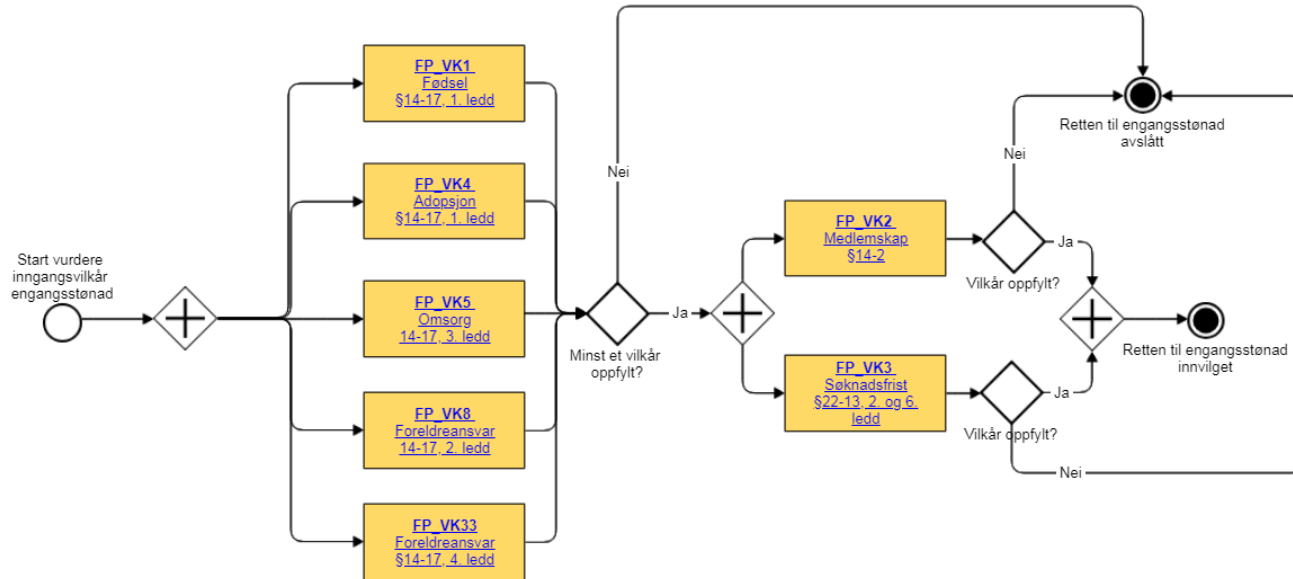 Start vurdere
inngangsvilkår
engangsstønad
FP_VK1
Fødsel
§14-17, 1. ledd
FP_VK4
Adopsjon
§14-17, 1. ledd
FP_VK5
Omsorg
14-17, 3. ledd
FP_VK8
Foreldreansvar
14-17, 2. ledd
FP_VK33
Foreldreansvar
§14-17, 4. ledd
Minst et vilkår
oppfylt?
Nei
Ja
FP_VK2
Medlemskap
§14-2
Vilkår oppfylt?
Nei
Ja
FP_VK3
Søknadsfrist
§22-13, 2. og 6.
ledd
Vilkår oppfylt?
Ja
Nei
Retten til engangsstønad
avslått
Retten til engangsstønad
innvilget